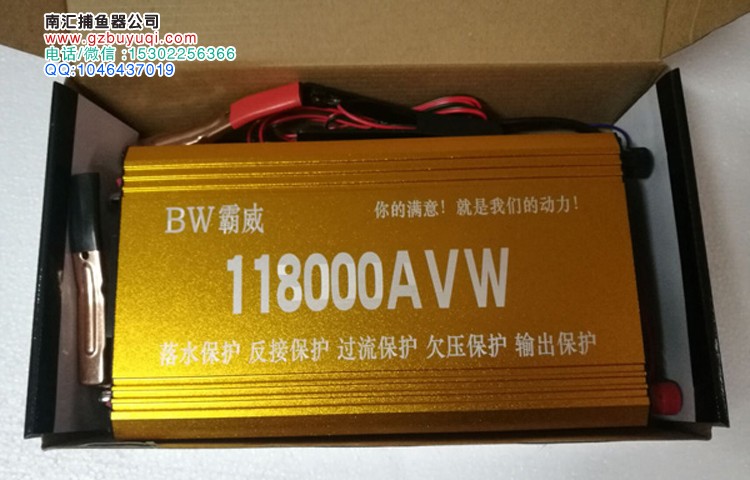 南汇捕鱼器公司
www.gzbuyuqi.com
电话/微信:15302256366
QQ:1046437019
BW霸威
你的满意!就是我们的动力!
118000AVW
落水保护 反接保护 过流保护 欠压保护 输出保护